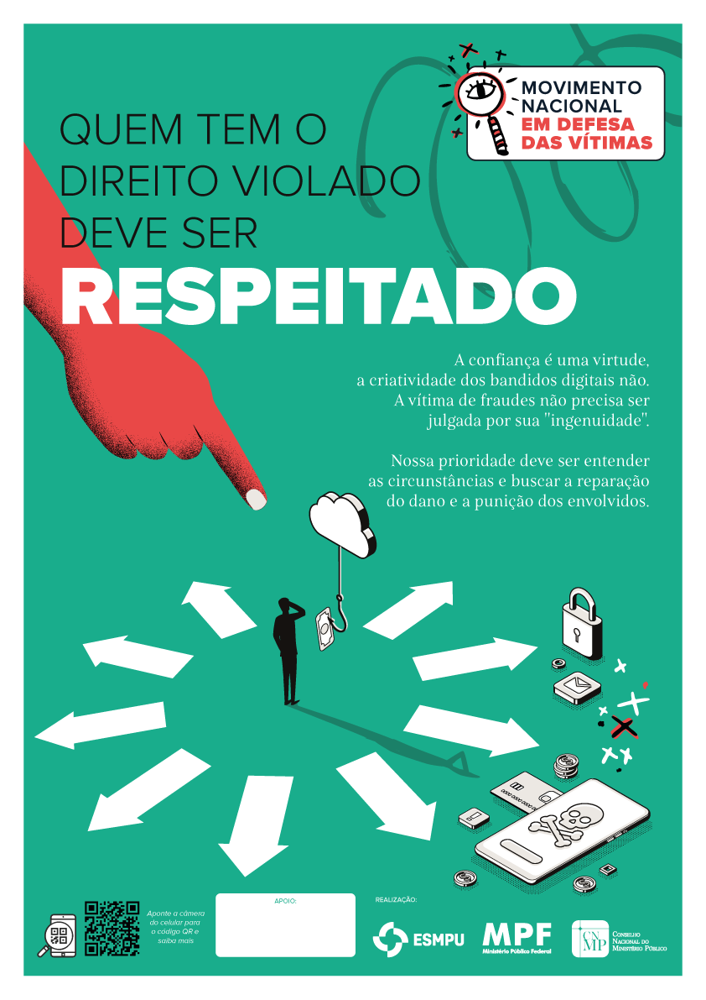 MOVIMENTO
NACIONAL
EM DEFESA
DAS VÍTIMAS
QUEM TEM O
DIREITO VIOLADO
DEVE SER
RESPEITADO
A confiança é uma virtude,
a criatividade dos bandidos digitais não.
A vítima de fraudes não precisa ser
julgada por sua "ingenuidade".
Nossa prioridade deve ser entender
as circunstâncias e buscar a reparação
do dano e a punição dos envolvidos.
Aponte a câmera
do celular para
o código QR e
saiba mais
APOIO:
REALIZAÇÃO:
ESMPU
MPF
Ministério Público Federal
CN
MP
Conselho
Nacional do
Ministério Público